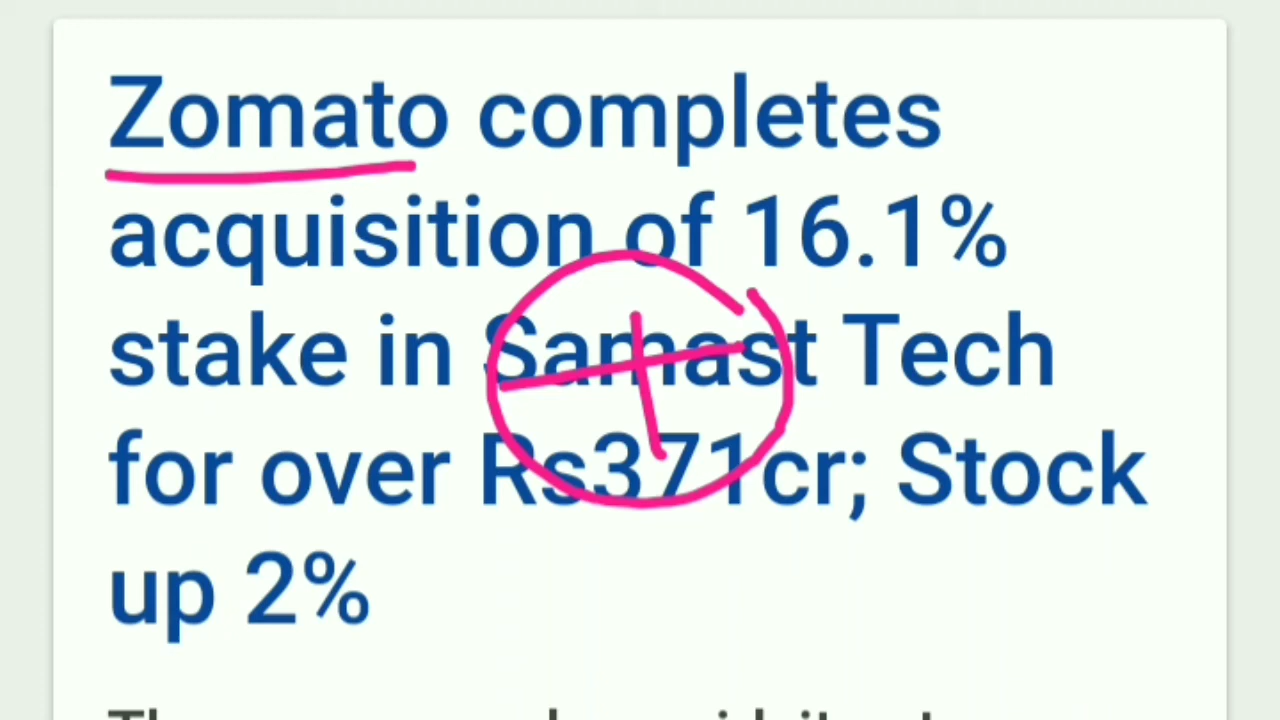 Zomato completes
acquisition of 16.1%
stake in Samast Tech
for over Rs371cr; Stock
up 2%